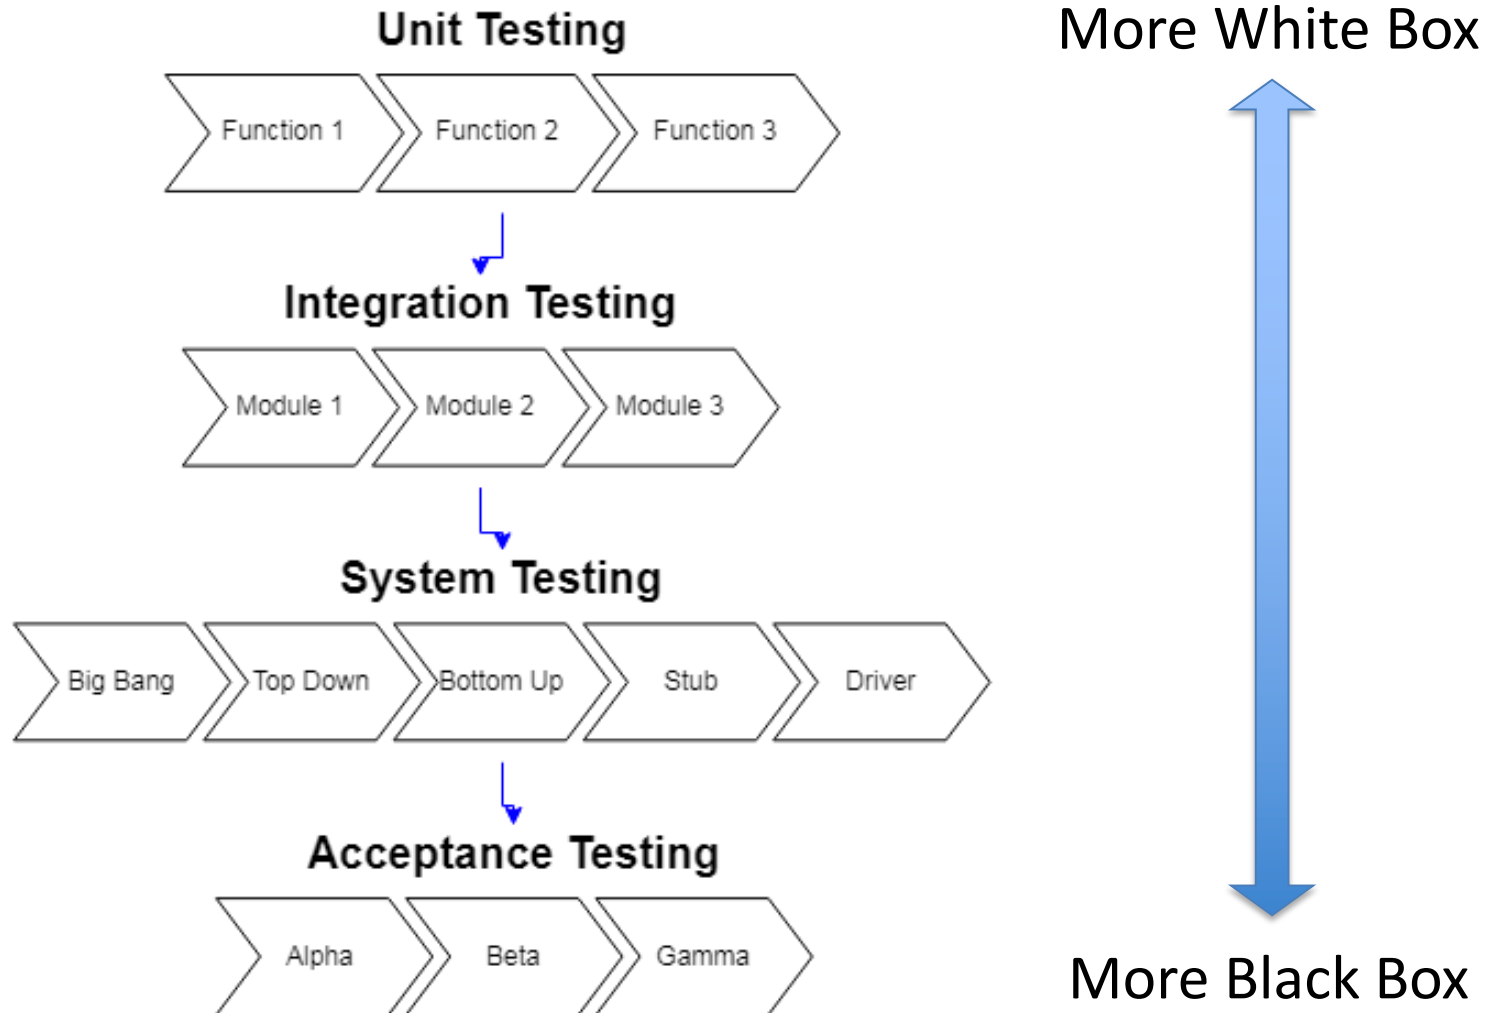 Unit Testing
More White Box
Function 1
Function 2
Function 3
Integration Testing
Module 1
Module 2
Module 3
System Testing
Big Bang
Top Down
Bottom Up
Stub
Driver
Acceptance Testing
Alpha
Beta
Gamma
More Black Box